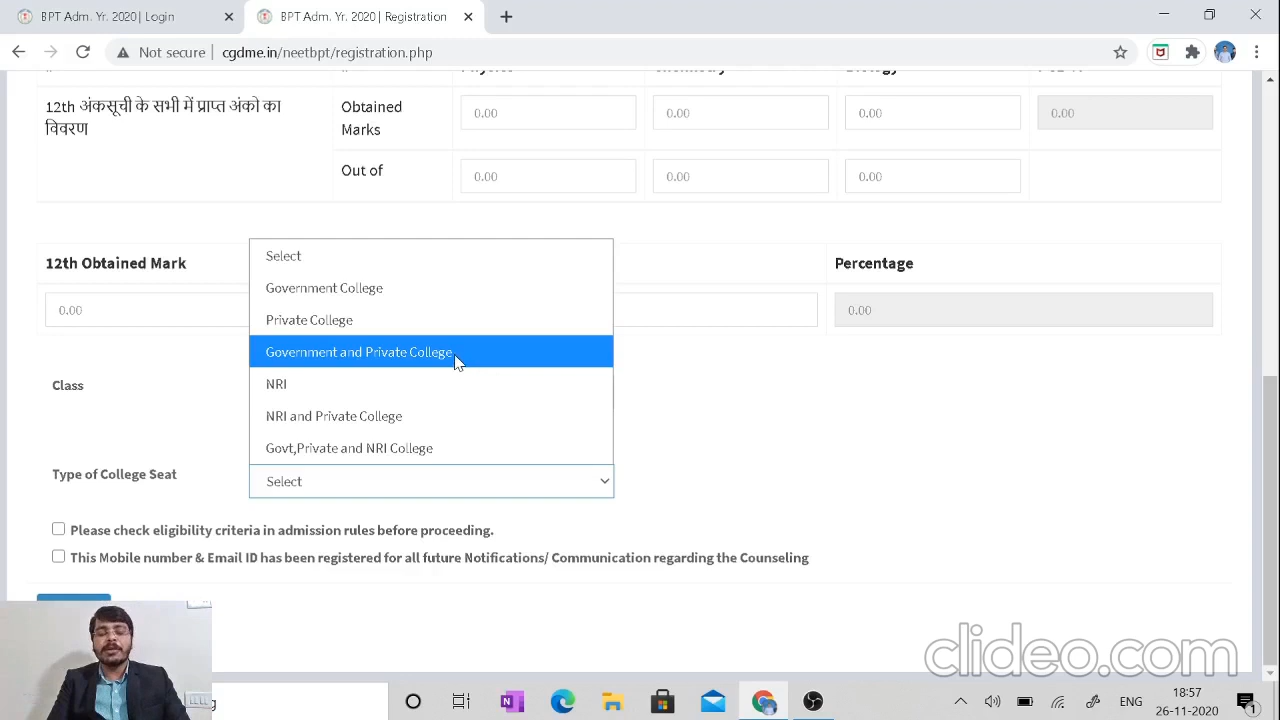 BPT Adm. Yr. 2020 | Login
BPT Adm. Yr. 2020 | Registration
Not secure | cgdme.in/neetbpt/registration.php
12th अंकसूची के सभी में प्राप्त अंको का
विवरण
Obtained
Marks
0.00 0.00 0.00 0.00
Out of
0.00 0.00 0.00
12th Obtained Mark
Percentage
0.00
0.00
Select
Government College
Private College
Government and Private College
NRI
NRI and Private College
Govt,Private and NRI College
Class
Type of College Seat
Select
Please check eligibility criteria in admission rules before proceeding.
This Mobile number & Email ID has been registered for all future Notifications/ Communication regarding the Counseling
clideo.com
ENG
18:57
26-11-2020
1